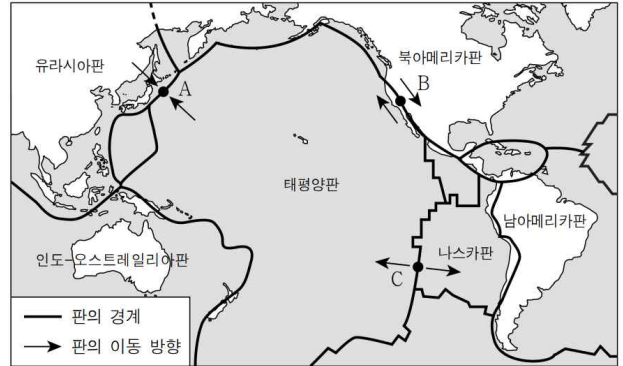 유라시아판
북아메리카판
A
B
태평양판
남아메리카판
인도-오스트레일리아판
나스카판
C
판의 경계
판의 이동 방향